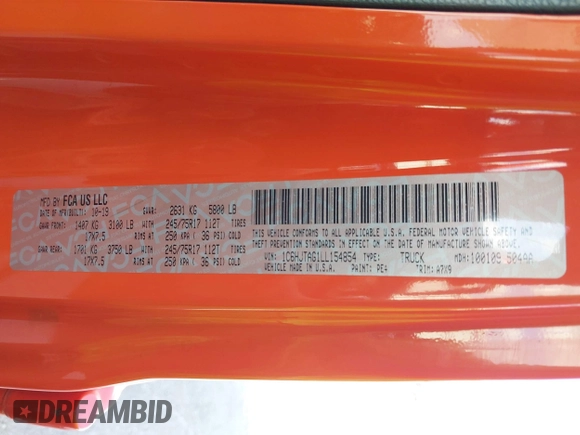 MFD BY FCA US LLC
DATE OF MFR(BUILT): 10-19 GVWR: 2631 KG 5800 LB
GAWR FRONT: 1407 KG 3100 LB WITH 245/75R17 112T TIRES
17X7.5 RIMS AT 250 KPA ( 36 PSI) COLD
GAWR REAR: 1701 KG 3750 LB WITH 245/75R17 112T TIRES
17X7.5 RIMS AT 250 KPA ( 36 PSI) COLD
THIS VEHICLE CONFORMS TO ALL APPLICABLE U.S.A. FEDERAL MOTOR VEHICLE SAFETY AND
THEFT PREVENTION STANDARDS IN EFFECT ON THE DATE OF MANUFACTURE SHOWN ABOVE.
VIN: 1C6HJTAG1LL154854 TYPE: TRUCK MDH: 100109
VEHICLE MADE IN U.S.A. PAINT: PE4 TRIM: A7X9
DREAMBID